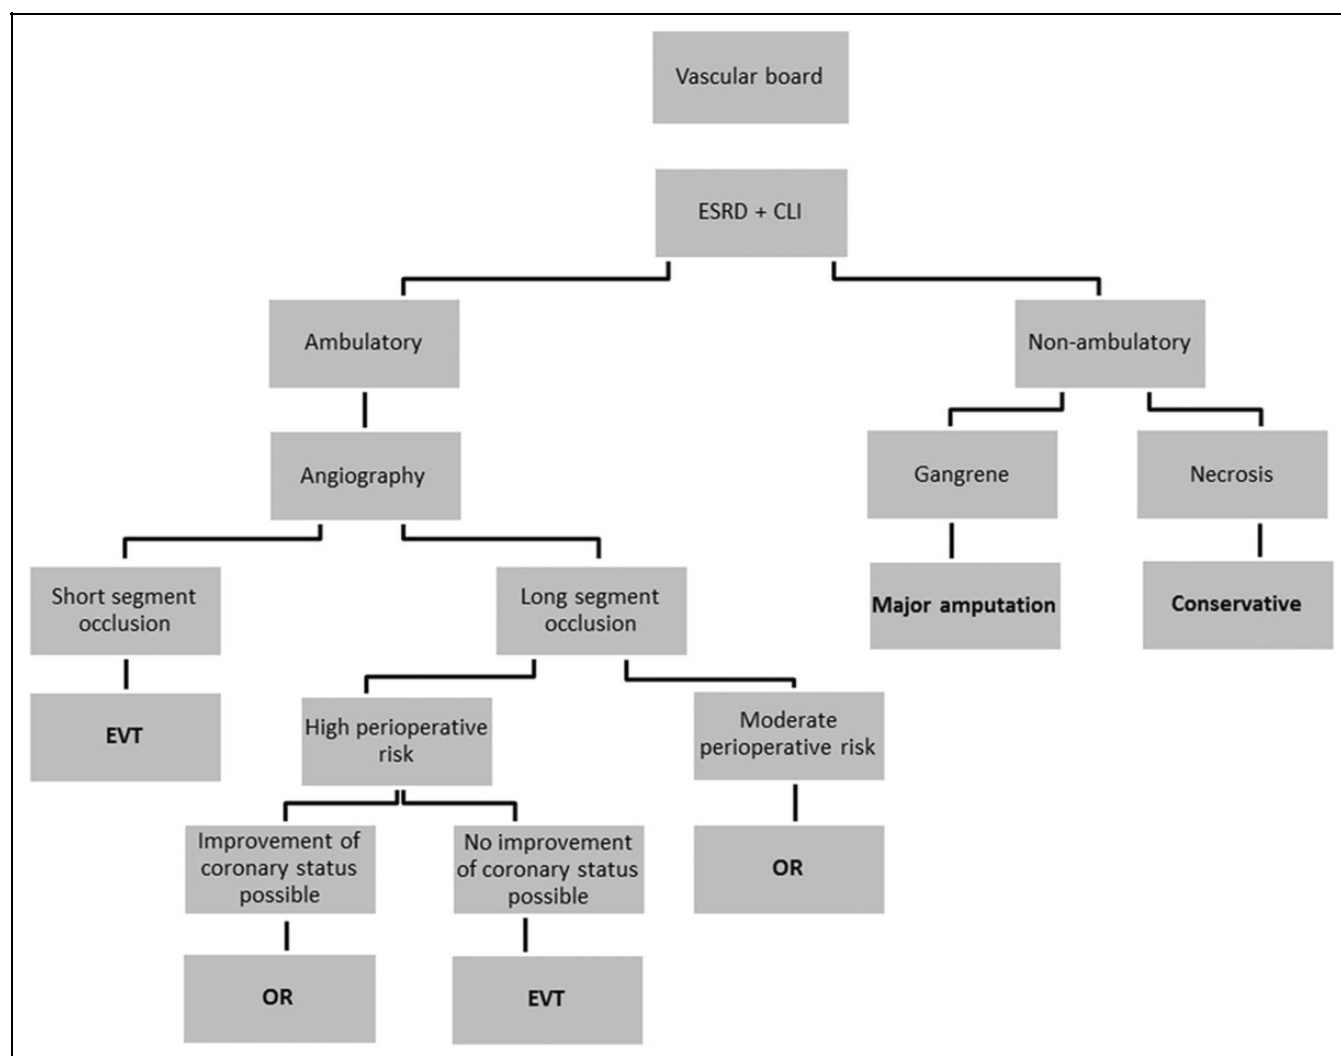 Vascular board
ESRD + CLI
Ambulatory
Non-ambulatory
Angiography
Gangrene
Necrosis
Short segment
occlusion
Long segment
occlusion
Major amputation
Conservative
EVT
High perioperative
risk
Moderate
perioperative risk
Improvement of
coronary status
possible
No improvement
of coronary status
possible
OR
OR
EVT